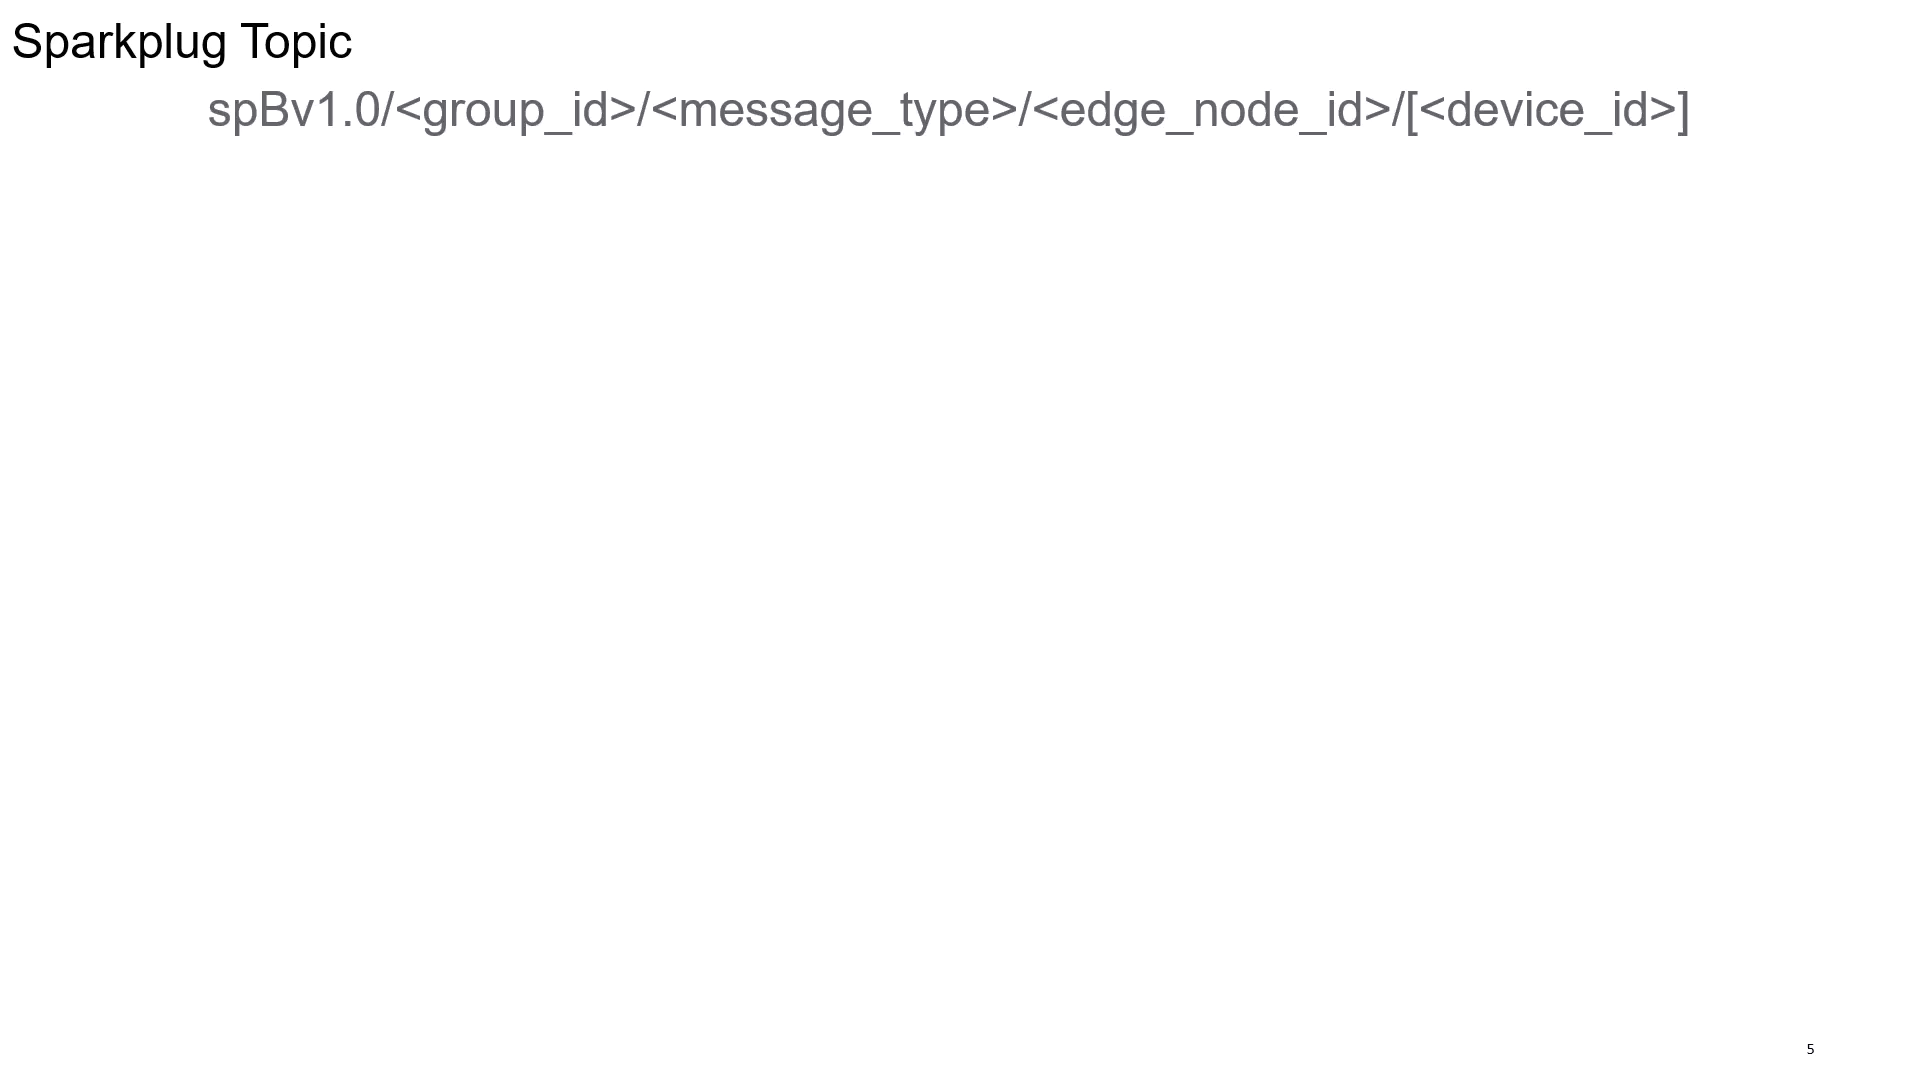 Sparkplug Topic
spBv1.0/<group_id>/<message_type>/<edge_node_id>/[<device_id>]
5